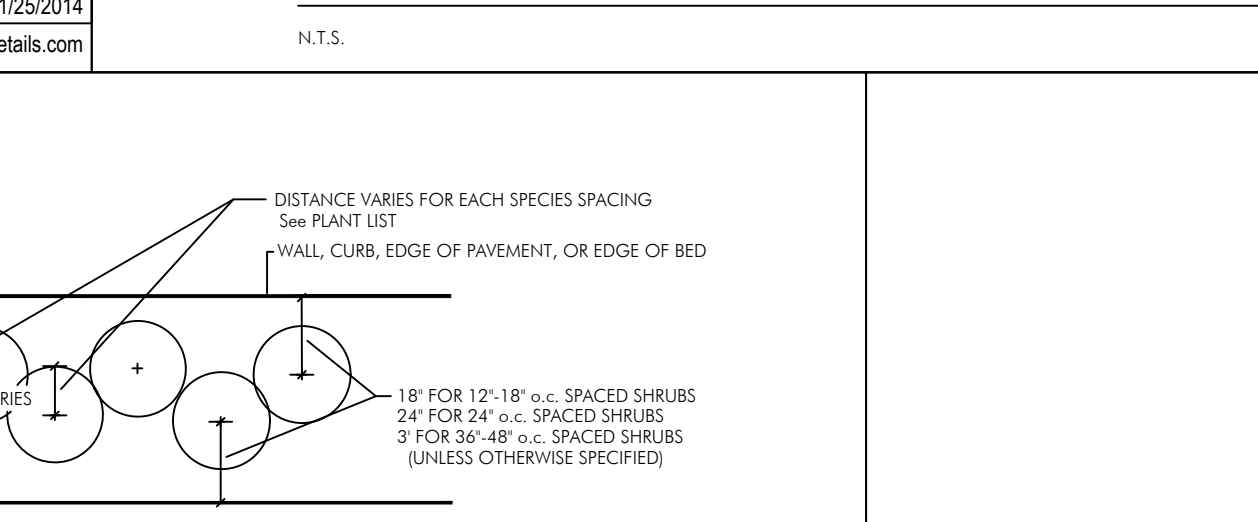 1/25/2014
etails.com
N.T.S.
DISTANCE VARIES FOR EACH SPECIES SPACING
See PLANT LIST
WALL, CURB, EDGE OF PAVEMENT, OR EDGE OF BED
RIES
18" FOR 12"-18" o.c. SPACED SHRUBS
24" FOR 24" o.c. SPACED SHRUBS
3' FOR 36"-48" o.c. SPACED SHRUBS
(UNLESS OTHERWISE SPECIFIED)